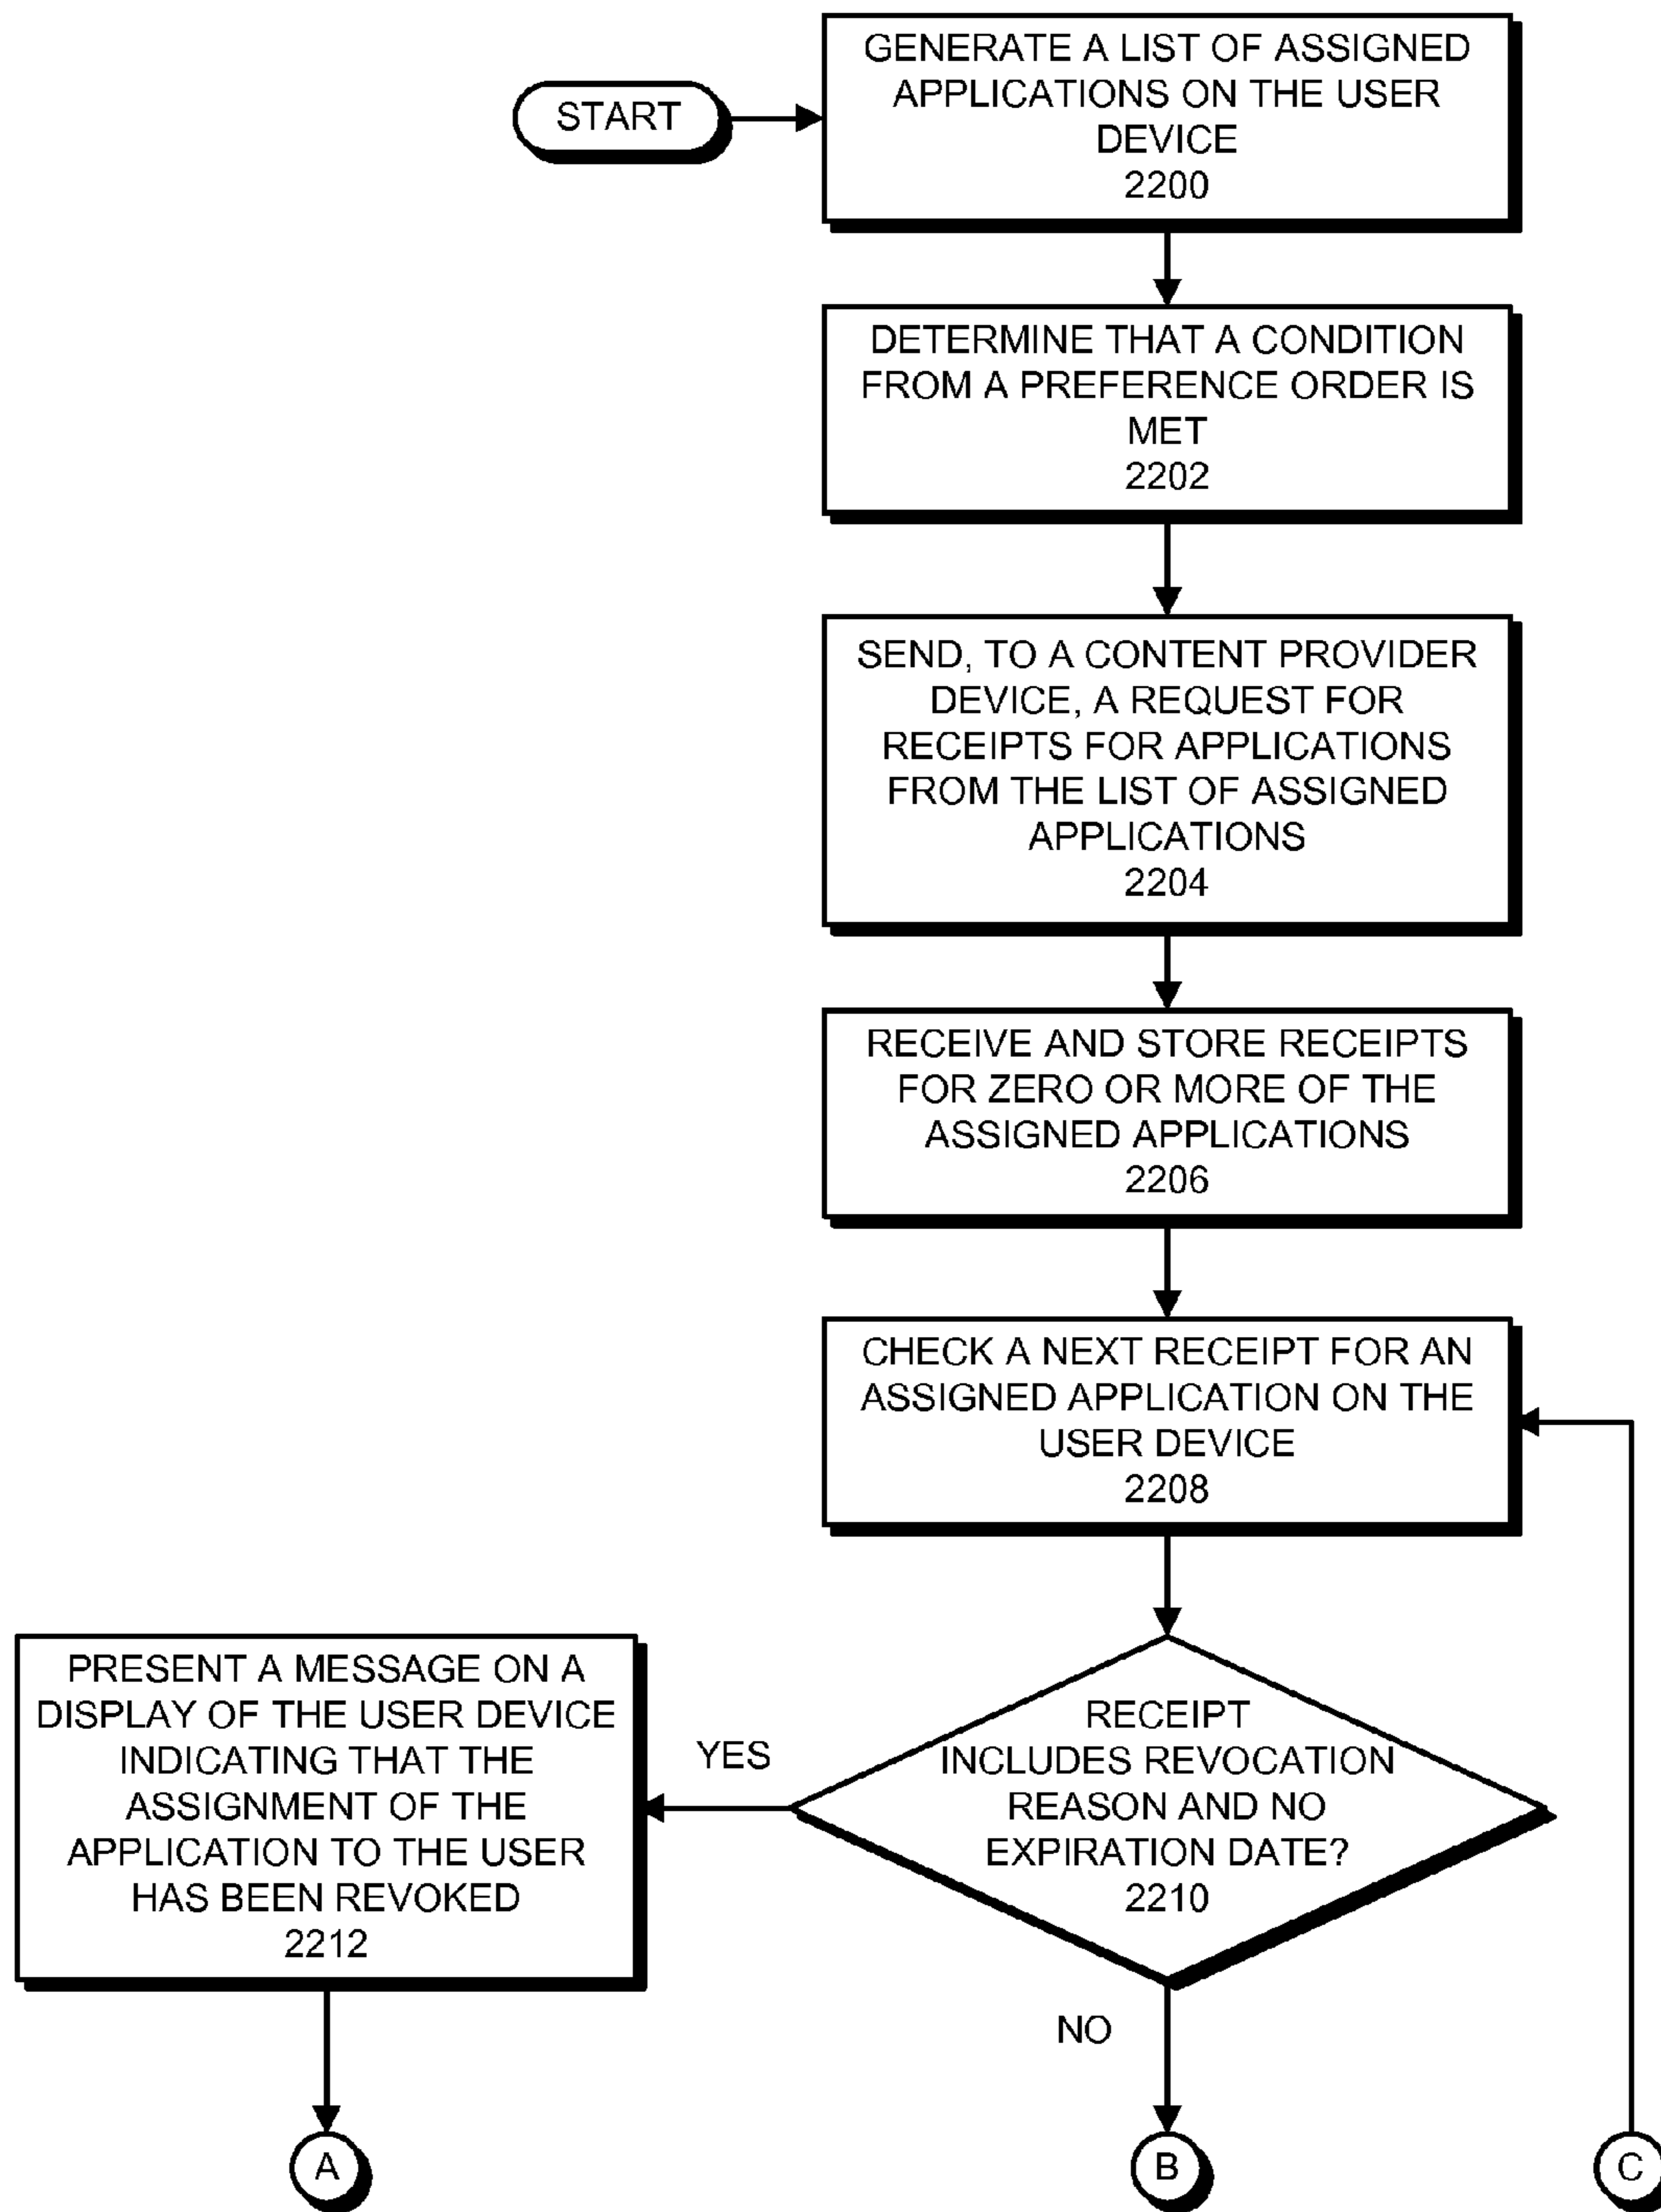 START
GENERATE A LIST OF ASSIGNED
APPLICATIONS ON THE USER
DEVICE
2200
DETERMINE THAT A CONDITION
FROM A PREFERENCE ORDER IS
MET
2202
SEND, TO A CONTENT PROVIDER
DEVICE, A REQUEST FOR
RECEIPTS FOR APPLICATIONS
FROM THE LIST OF ASSIGNED
APPLICATIONS
2204
RECEIVE AND STORE RECEIPTS
FOR ZERO OR MORE OF THE
ASSIGNED APPLICATIONS
2206
CHECK A NEXT RECEIPT FOR AN
ASSIGNED APPLICATION ON THE
USER DEVICE
2208
RECEIPT
INCLUDES REVOCATION
REASON AND NO
EXPIRATION DATE?
2210
YES
PRESENT A MESSAGE ON A
DISPLAY OF THE USER DEVICE
INDICATING THAT THE
ASSIGNMENT OF THE
APPLICATION TO THE USER
HAS BEEN REVOKED
2212
NO
A
B
C